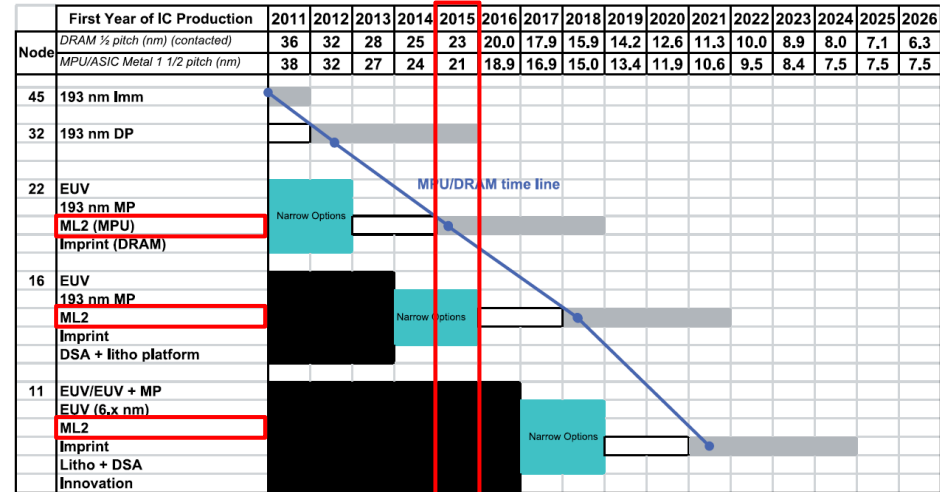 First Year of IC Production 2011 2012 2013 2014 2015 2016 2017 2018 2019 2020 2021 2022 2023 2024 2025 2026
Node
DRAM ½ pitch (nm) (contacted) 36 32 28 25 23 20.0 17.9 15.9 14.2 12.6 11.3 10.0 8.9 8.0 7.1 6.3
MPU/ASIC Metal 1 1/2 pitch (nm) 38 32 27 24 21 18.9 16.9 15.0 13.4 11.9 10.6 9.5 8.4 7.5 7.5 7.5
45 193 nm Imm
32 193 nm DP
MPU/DRAM time line
22 EUV
193 nm MP
Narrow Options
ML2 (MPU)
Imprint (DRAM)
16 EUV
193 nm MP
ML2
Narrow Options
Imprint
DSA + litho platform
11 EUV/EUV + MP
EUV (6.x nm)
ML2
Narrow Options
Imprint
Litho + DSA
Innovation